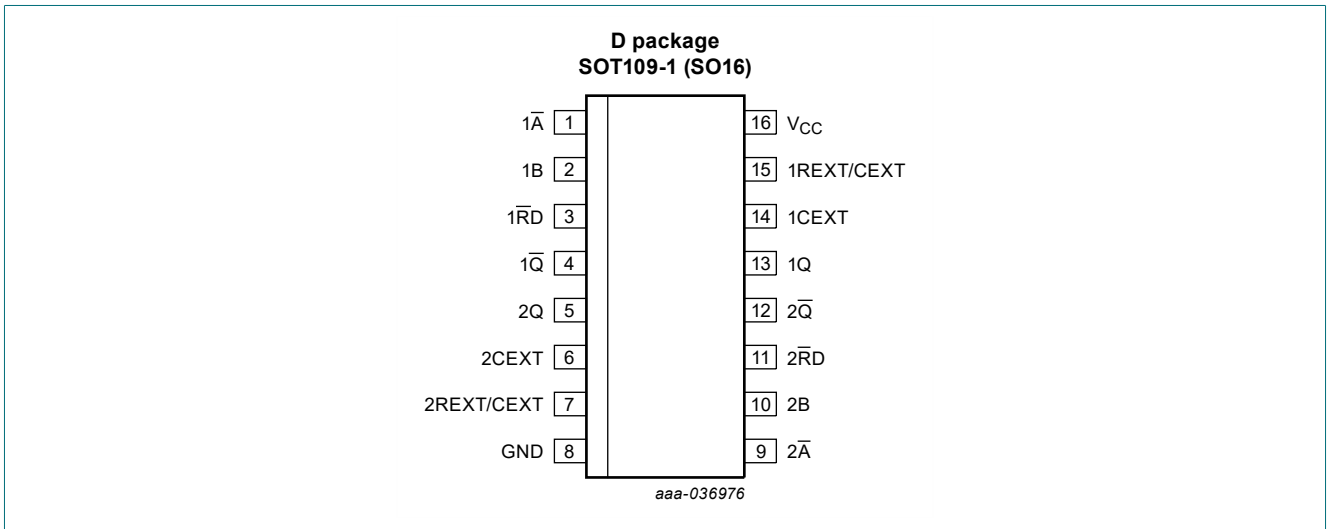 D package
SOT109-1 (SO16)
1A̅ 1 16 VCC
1B 2 15 1REXT/CEXT
1R̅D 3 14 1CEXT
1Q̅ 4 13 1Q
2Q 5 12 2Q̅
2CEXT 6 11 2R̅D
2REXT/CEXT 7 10 2B
GND 8 9 2A̅
aaa-036976